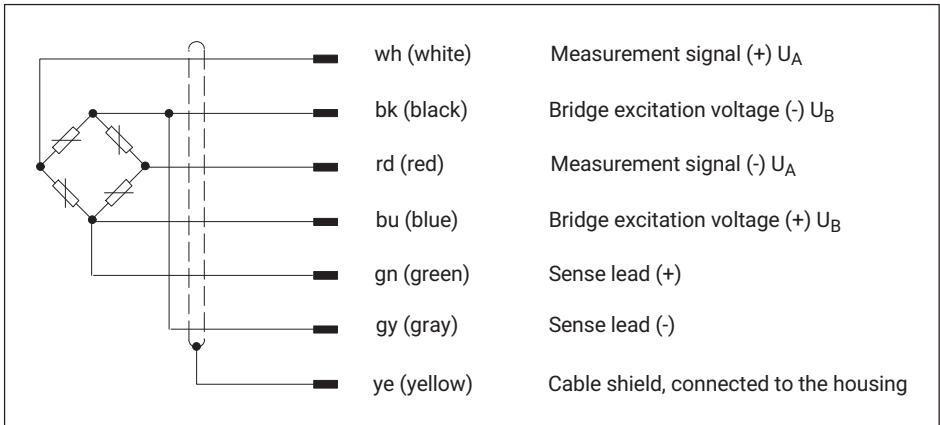 wh (white) Measurement signal (+) UA
bk (black) Bridge excitation voltage (-) UB
rd (red) Measurement signal (-) UA
bu (blue) Bridge excitation voltage (+) UB
gn (green) Sense lead (+)
gy (gray) Sense lead (-)
ye (yellow) Cable shield, connected to the housing